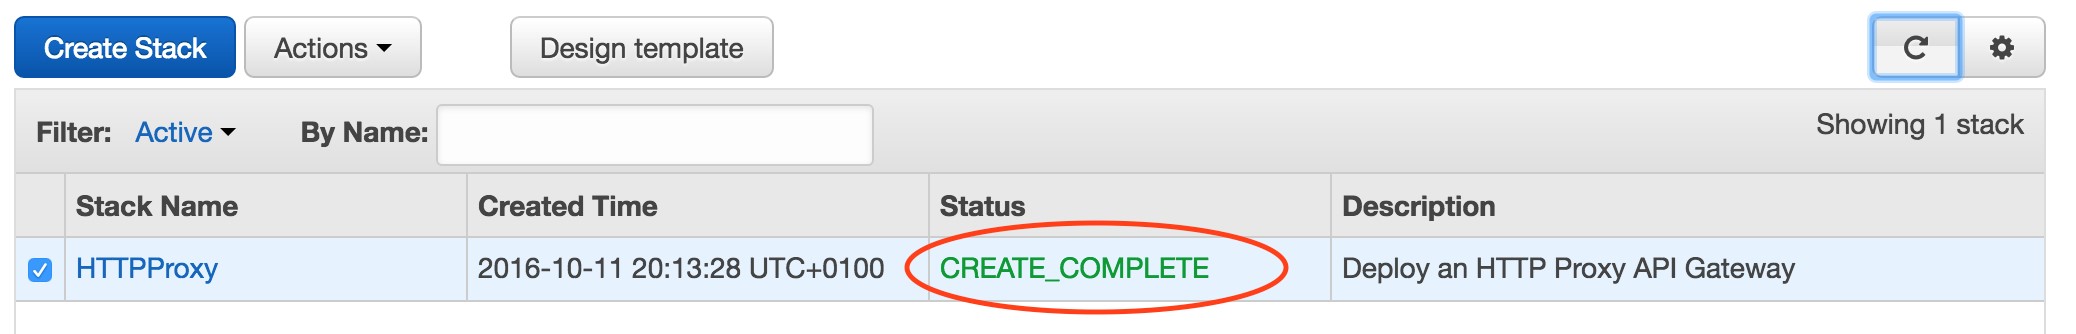 Create Stack Actions Design template
Filter: Active By Name: Showing 1 stack
Stack Name Created Time Status Description
HTTPProxy 2016-10-11 20:13:28 UTC+0100 CREATE_COMPLETE Deploy an HTTP Proxy API Gateway